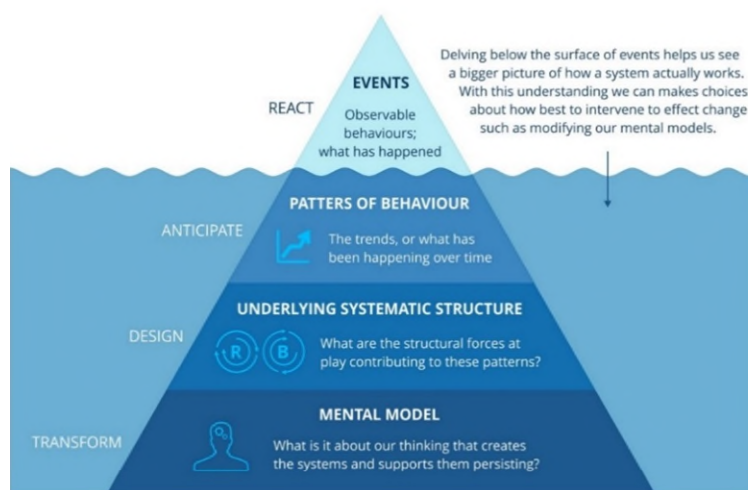 EVENTS
REACT
Observable
behaviours;
what has happened
Delving below the surface of events helps us see
a bigger picture of how a system actually works.
With this understanding we can makes choices
about how best to intervene to effect change
such as modifying our mental models.
PATTERS OF BEHAVIOUR
ANTICIPATE
The trends, or what has
been happening over time
UNDERLYING SYSTEMATIC STRUCTURE
DESIGN
R B
What are the structural forces at
play contributing to these patterns?
MENTAL MODEL
TRANSFORM
What is it about our thinking that creates
the systems and supports them persisting?